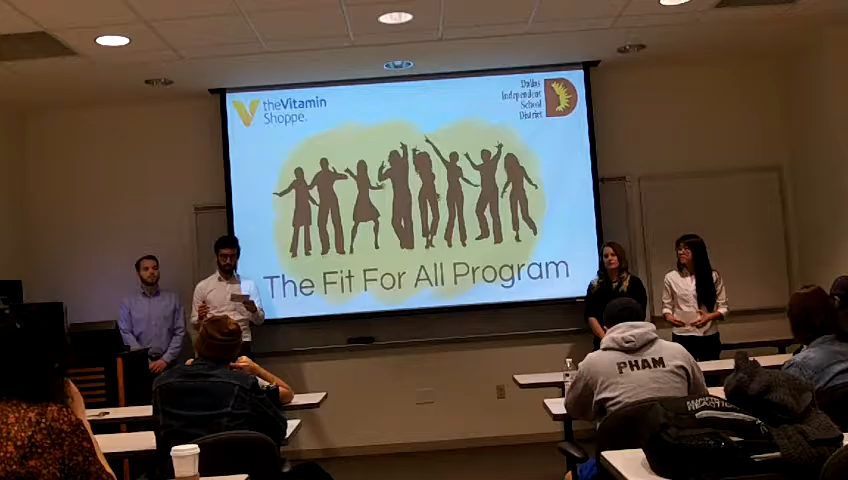 theVitamin
Shoppe.
Dallas
Independent
School
District
The Fit For All Program
PHAM